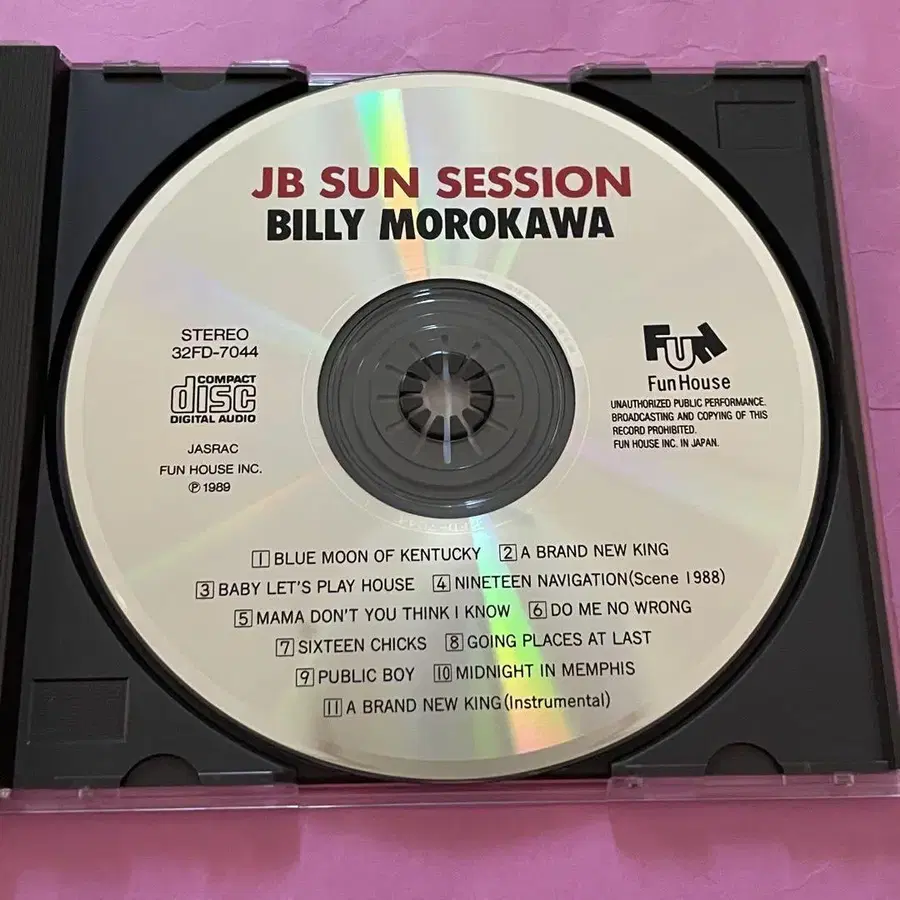 JB SUN SESSION
BILLY MOROKAWA
STEREO
32FD-7044
COMPACT
disc
DIGITAL AUDIO
JASRAC
FUN HOUSE INC.
Ⓟ1989
FUN
Fun House
UNAUTHORIZED PUBLIC PERFORMANCE.
BROADCASTING AND COPYING OF THIS
RECORD PROHIBITED.
FUN HOUSE INC. IN JAPAN.
1 BLUE MOON OF KENTUCKY 2 A BRAND NEW KING
3 BABY LET'S PLAY HOUSE 4 NINETEEN NAVIGATION(Scene 1988)
5 MAMA DON'T YOU THINK I KNOW 6 DO ME NO WRONG
7 SIXTEEN CHICKS 8 GOING PLACES AT LAST
9 PUBLIC BOY 10 MIDNIGHT IN MEMPHIS
11 A BRAND NEW KING(Instrumental)